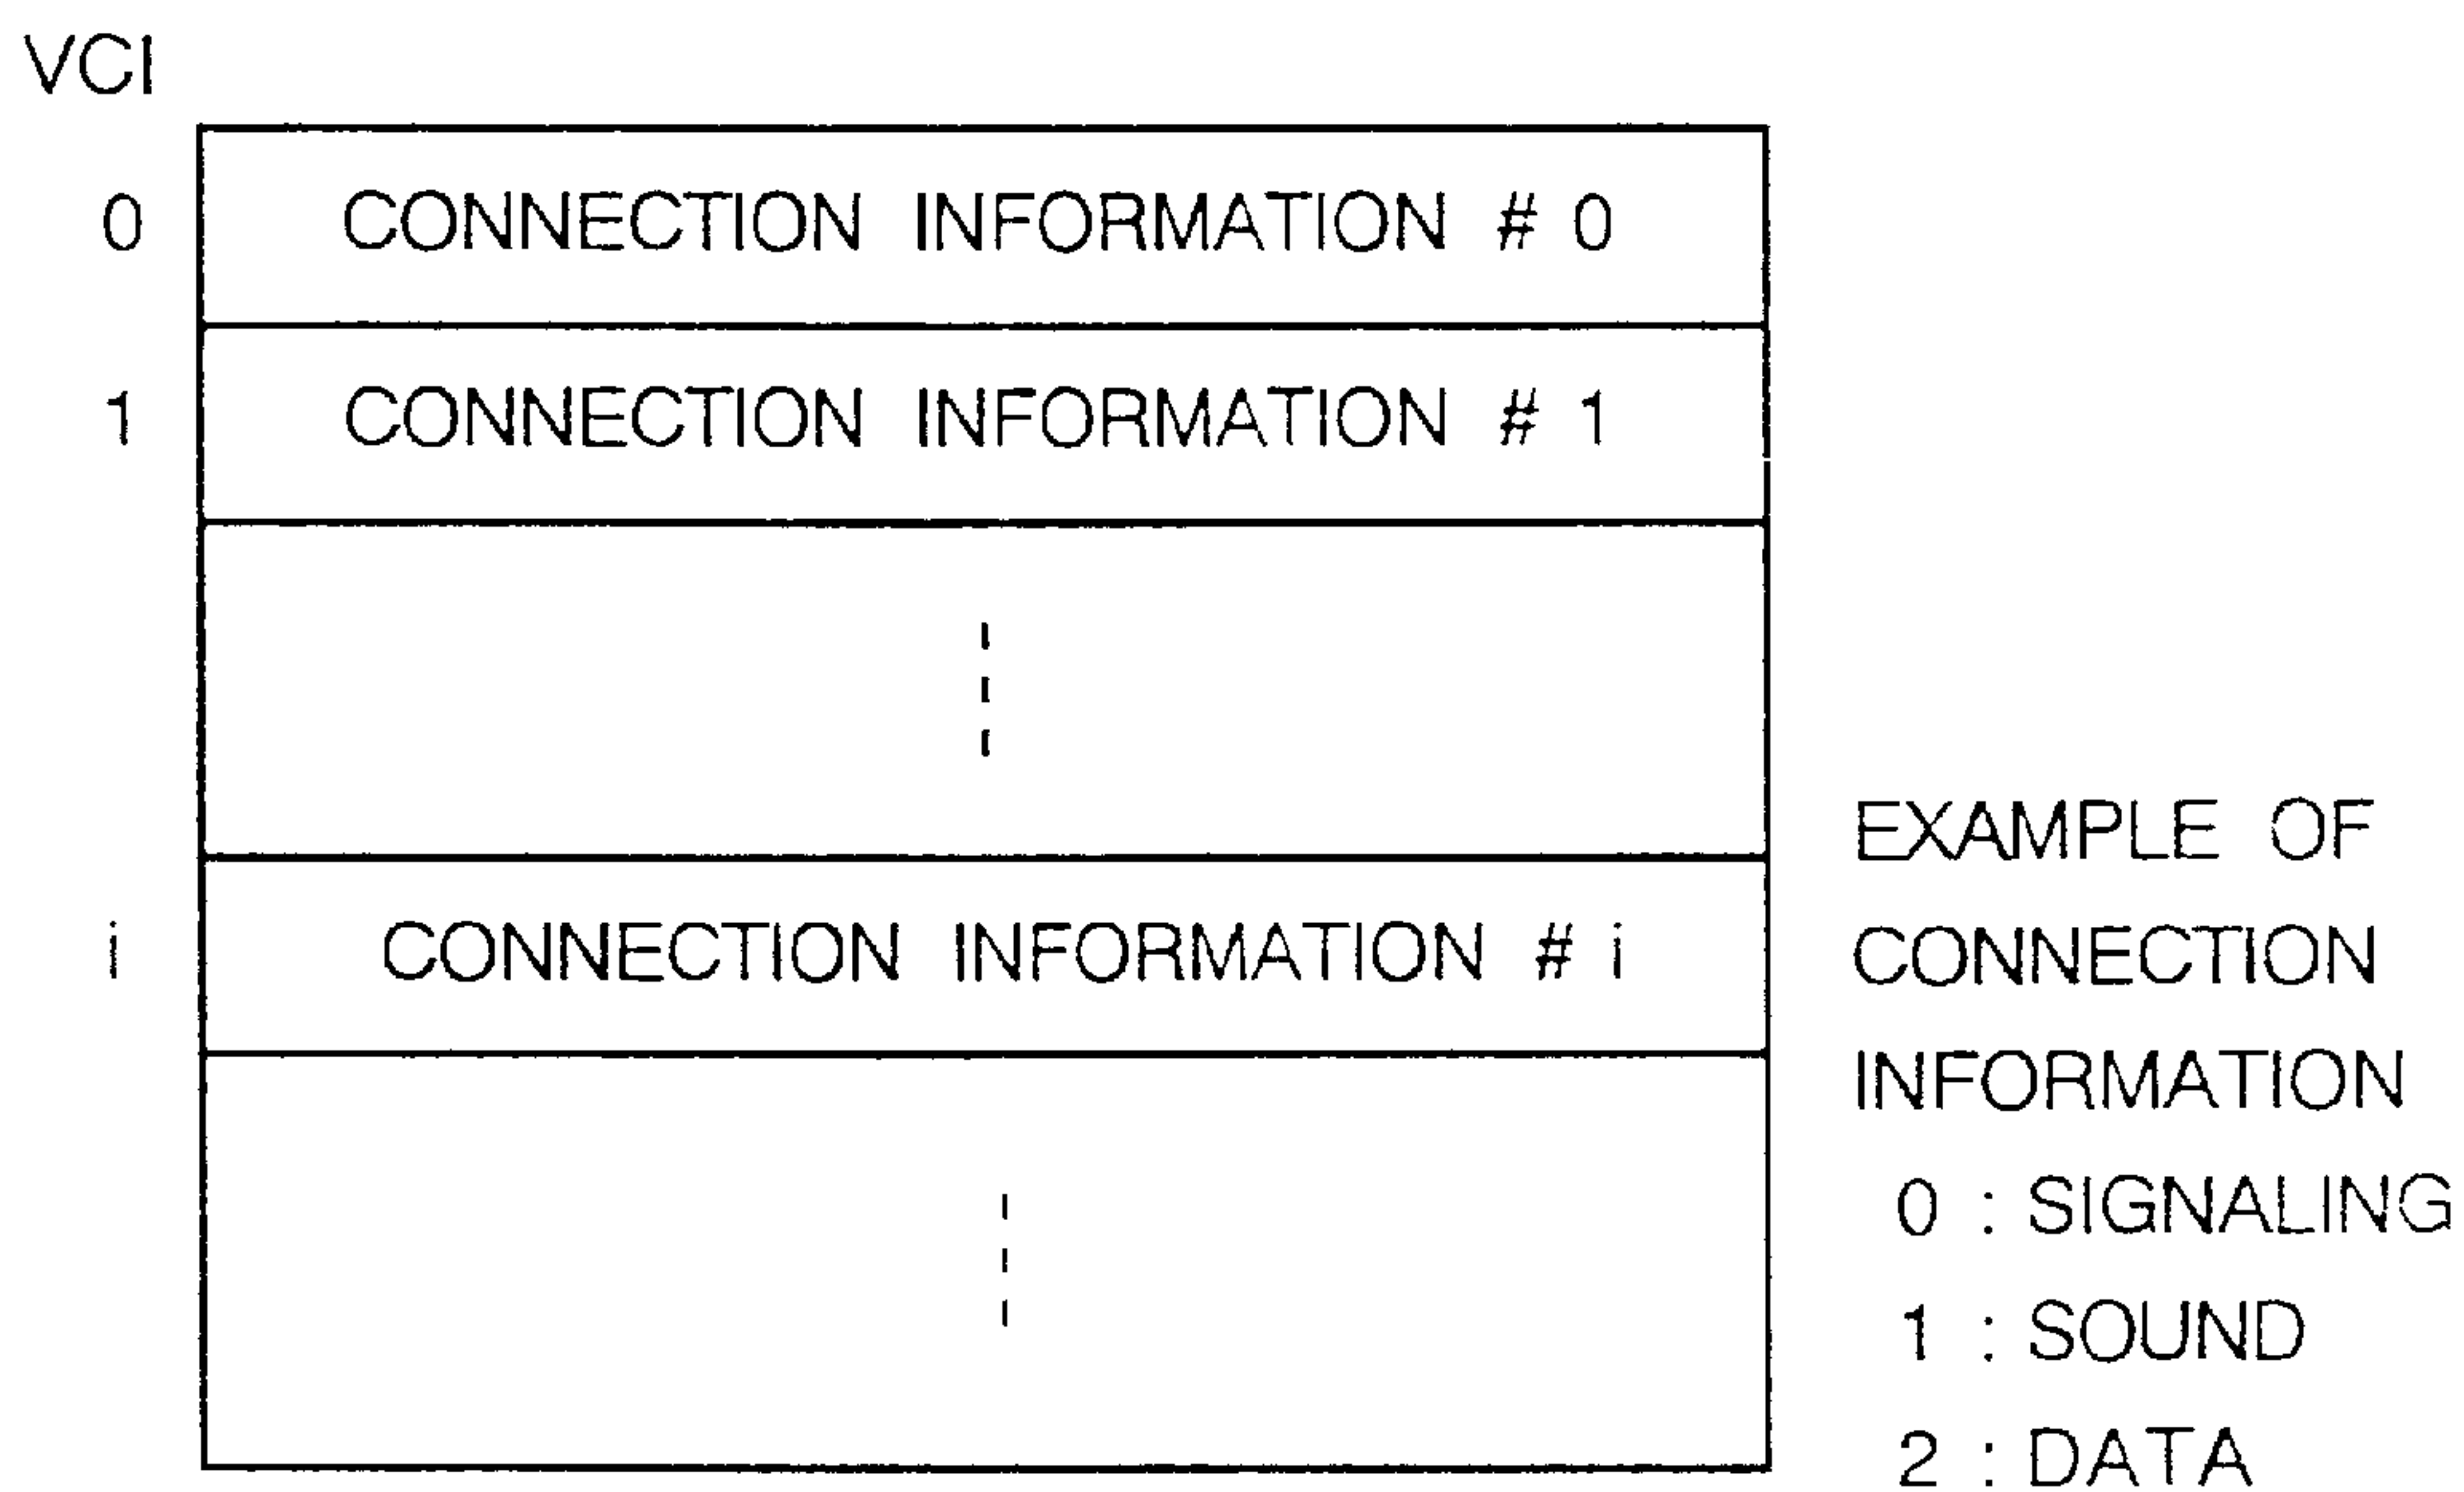 VCI
0 CONNECTION INFORMATION # 0
1 CONNECTION INFORMATION # 1
i CONNECTION INFORMATION # i
EXAMPLE OF
CONNECTION
INFORMATION
0 : SIGNALING
1 : SOUND
2 : DATA